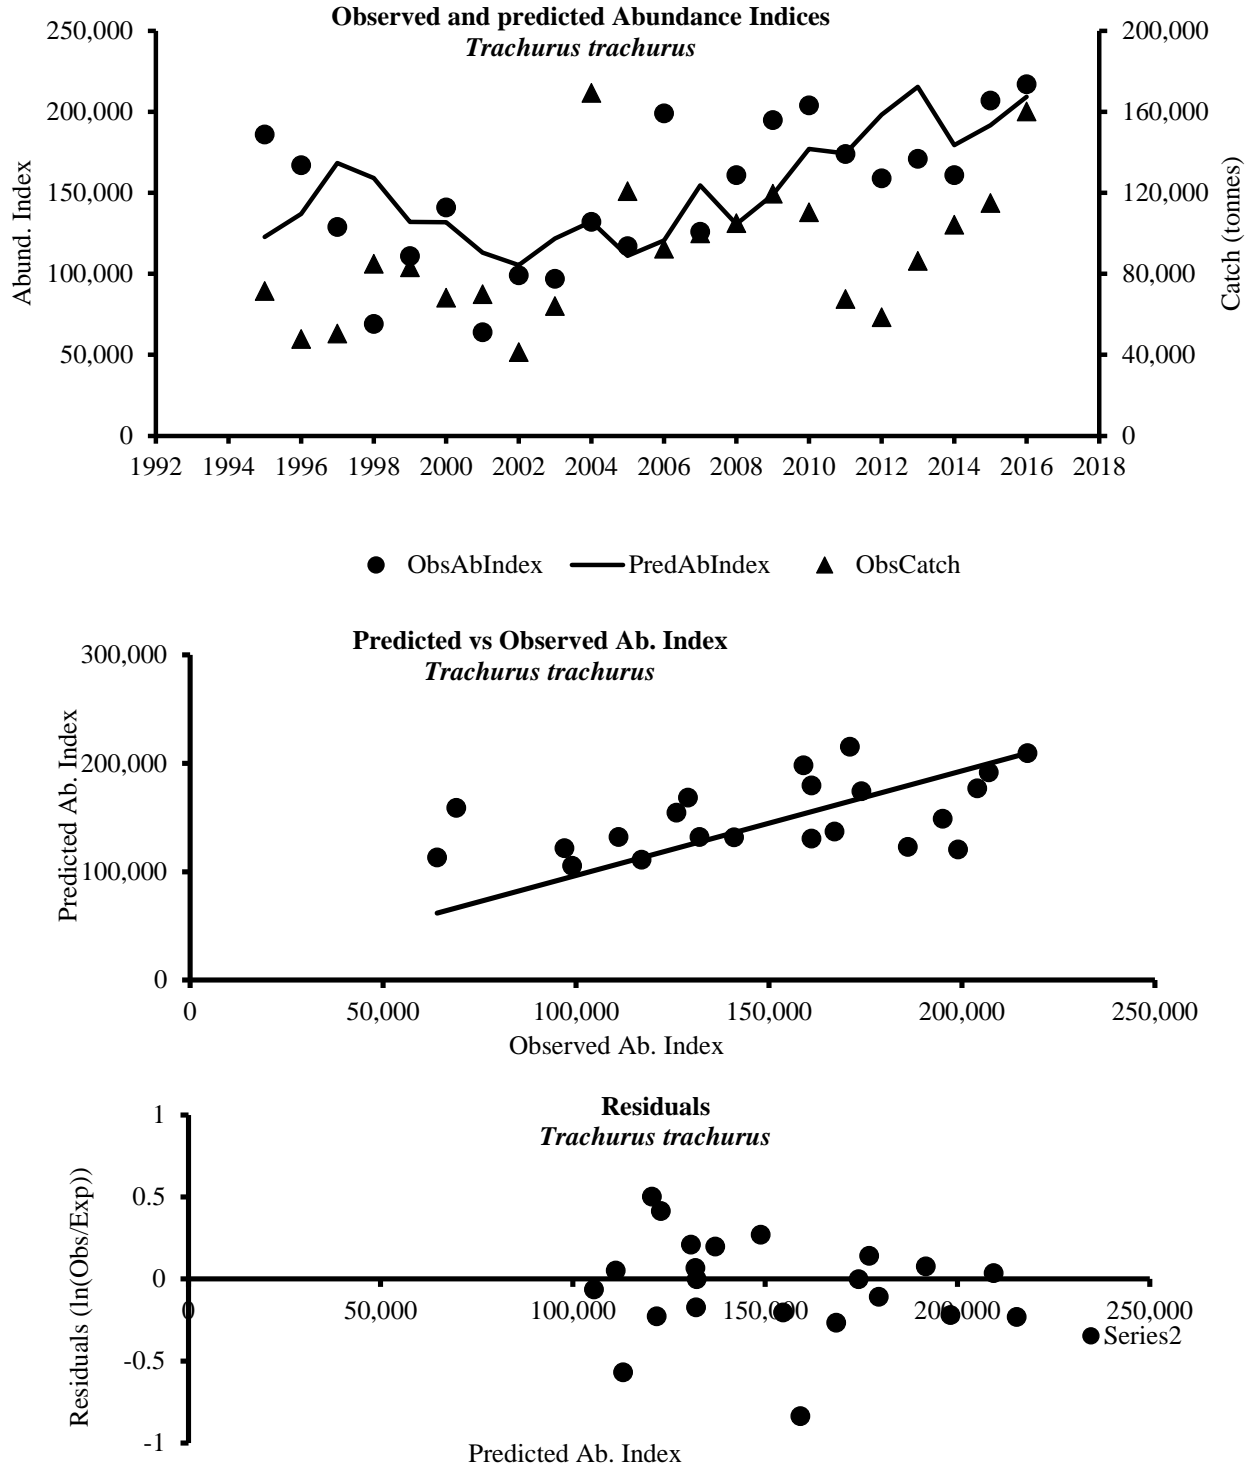 Observed and predicted Abundance Indices
Trachurus trachurus
250,000
200,000
150,000
100,000
50,000
0
Abund. Index
200,000
160,000
120,000
80,000
40,000
0
Catch (tonnes)
1992 1994 1996 1998 2000 2002 2004 2006 2008 2010 2012 2014 2016 2018
ObsAbIndex PredAbIndex ObsCatch
Predicted vs Observed Ab. Index
Trachurus trachurus
300,000
200,000
100,000
0
Predicted Ab. Index
0 50,000 100,000 150,000 200,000 250,000
Observed Ab. Index
Residuals
Trachurus trachurus
1
0.5
0
-0.5
-1
Residuals (ln(Obs/Exp))
0 50,000 100,000 150,000 200,000 250,000
Series2
Predicted Ab. Index